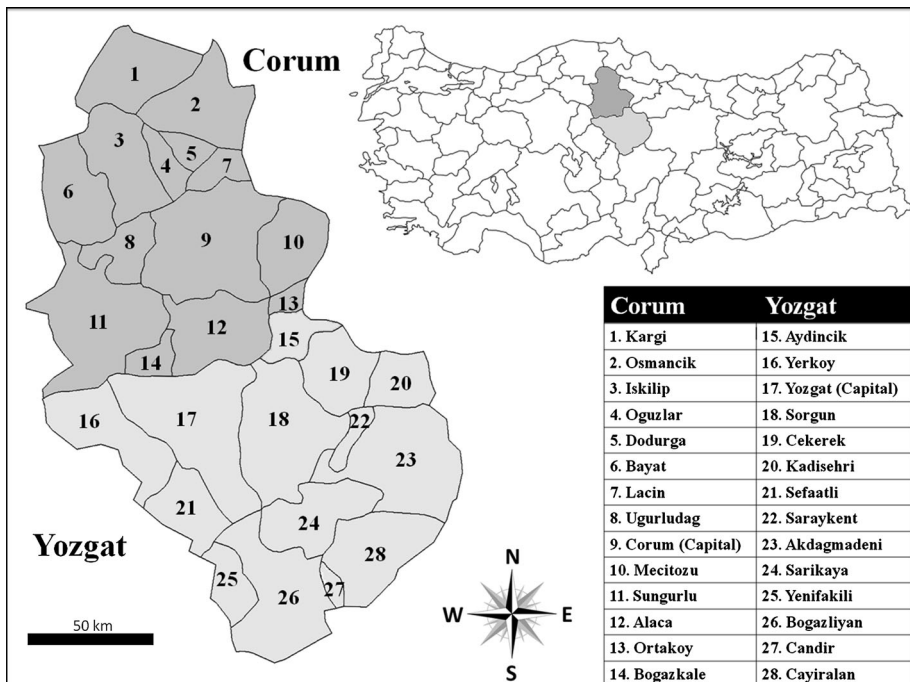 Corum
1
2
3
4
5
7
6
8
9
10
11
12
13
14
15
16
17
18
19
20
22
23
21
24
25
26
27
28
Yozgat
50 km
N
W
E
S
Corum Yozgat
1. Kargi 15. Aydincik
2. Osmancik 16. Yerkoy
3. Iskilip 17. Yozgat (Capital)
4. Oguzlar 18. Sorgun
5. Dodurga 19. Cekerek
6. Bayat 20. Kadisehri
7. Lacin 21. Sefaatli
8. Ugurludag 22. Saraykent
9. Corum (Capital) 23. Akdagmadeni
10. Mecitozu 24. Sarikaya
11. Sungurlu 25. Yenifakili
12. Alaca 26. Bogazliyan
13. Ortakoy 27. Candir
14. Bogazkale 28. Cayiralan